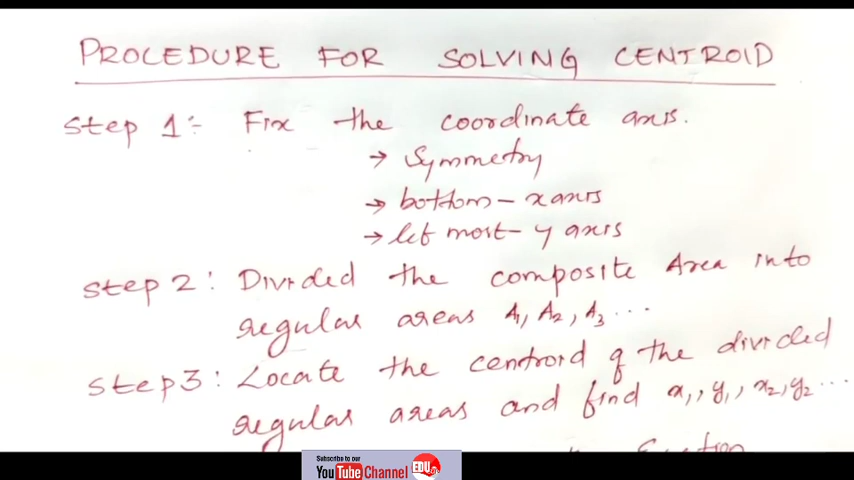 PROCEDURE FOR SOLVING CENTROID
Step 1:- Fix the coordinate axis.
→ Symmetry
→ bottom - x axis
→ let most - y axis
Step 2: Divided the composite Area into
regular areas A1, A2, A3 ...
Step 3: Locate the centroid of the divided
regular areas and find x1, y1, x2, y2 ...
Subscribe to our
YouTube Channel EDU